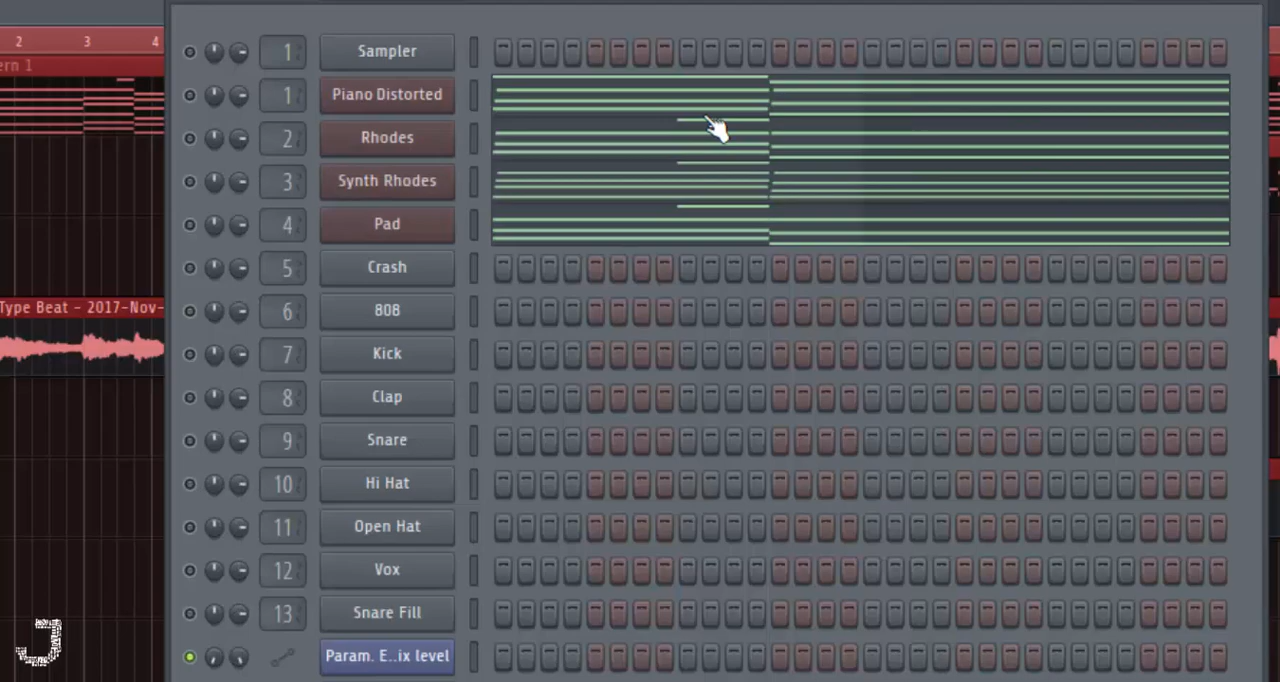 2 3 4
ern 1
Type Beat - 2017-Nov-
1 Sampler
1 Piano Distorted
2 Rhodes
3 Synth Rhodes
4 Pad
5 Crash
6 808
7 Kick
8 Clap
9 Snare
10 Hi Hat
11 Open Hat
12 Vox
13 Snare Fill
Param. E..ix level
J